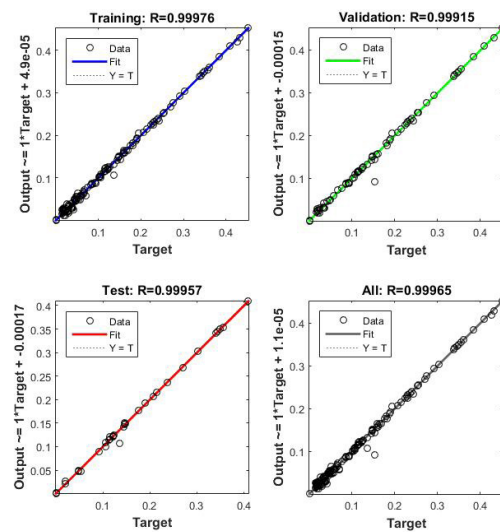 Training: R=0.99976
Output ~= 1*Target + 4.9e-05
0.4
0.3
0.2
0.1
Data
Fit
Y = T
0.1
0.2
0.3
0.4
Target
Validation: R=0.99915
Output ~= 1*Target + -0.00015
0.4
0.3
0.2
0.1
Data
Fit
Y = T
0.1
0.2
0.3
0.4
Target
Test: R=0.99957
Output ~= 1*Target + -0.00017
0.4
0.35
0.3
0.25
0.2
0.15
0.1
0.05
Data
Fit
Y = T
0.1
0.2
0.3
0.4
Target
All: R=0.99965
Output ~= 1*Target + 1.1e-05
0.4
0.3
0.2
0.1
Data
Fit
Y = T
0.1
0.2
0.3
0.4
Target